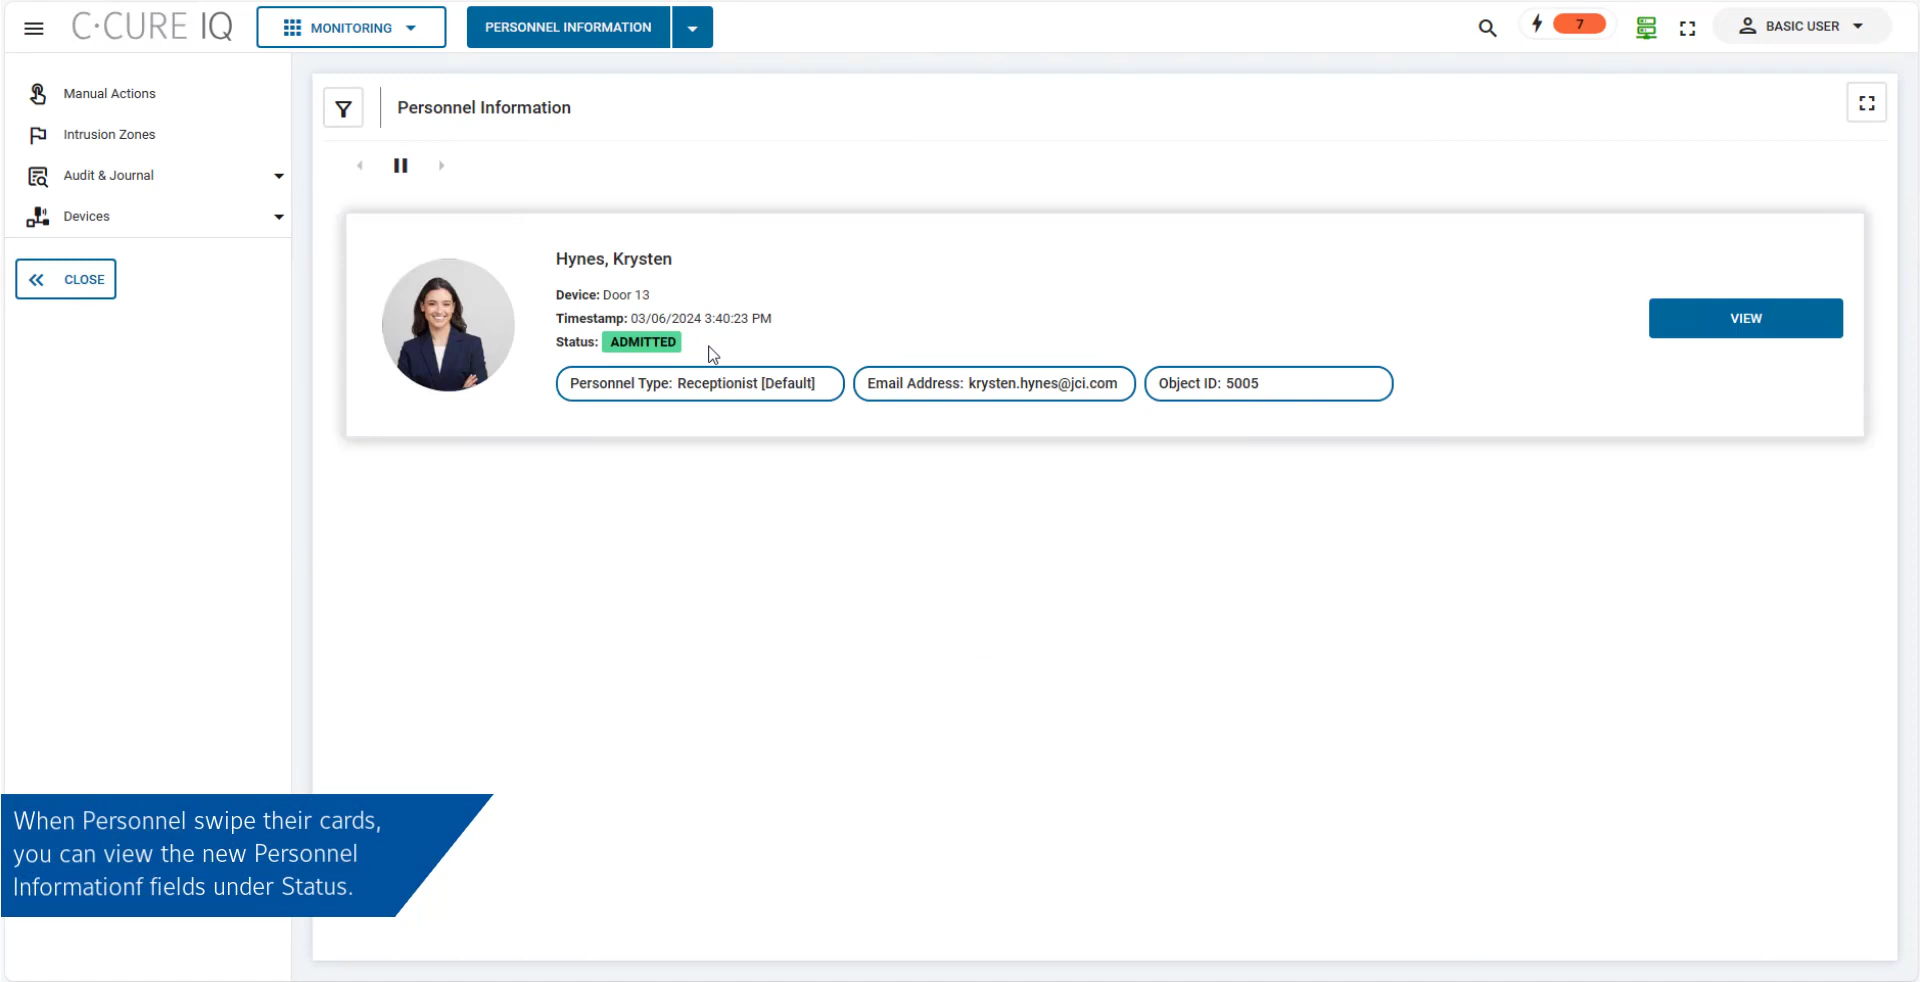 C·CURE IQ
MONITORING
PERSONNEL INFORMATION
7
BASIC USER
Manual Actions
Intrusion Zones
Audit & Journal
Devices
CLOSE
Personnel Information
Hynes, Krysten
Device: Door 13
Timestamp: 03/06/2024 3:40:23 PM
Status: ADMITTED
Personnel Type: Receptionist [Default]
Email Address: krysten.hynes@jci.com
Object ID: 5005
VIEW
When Personnel swipe their cards,
you can view the new Personnel
Informationf fields under Status.